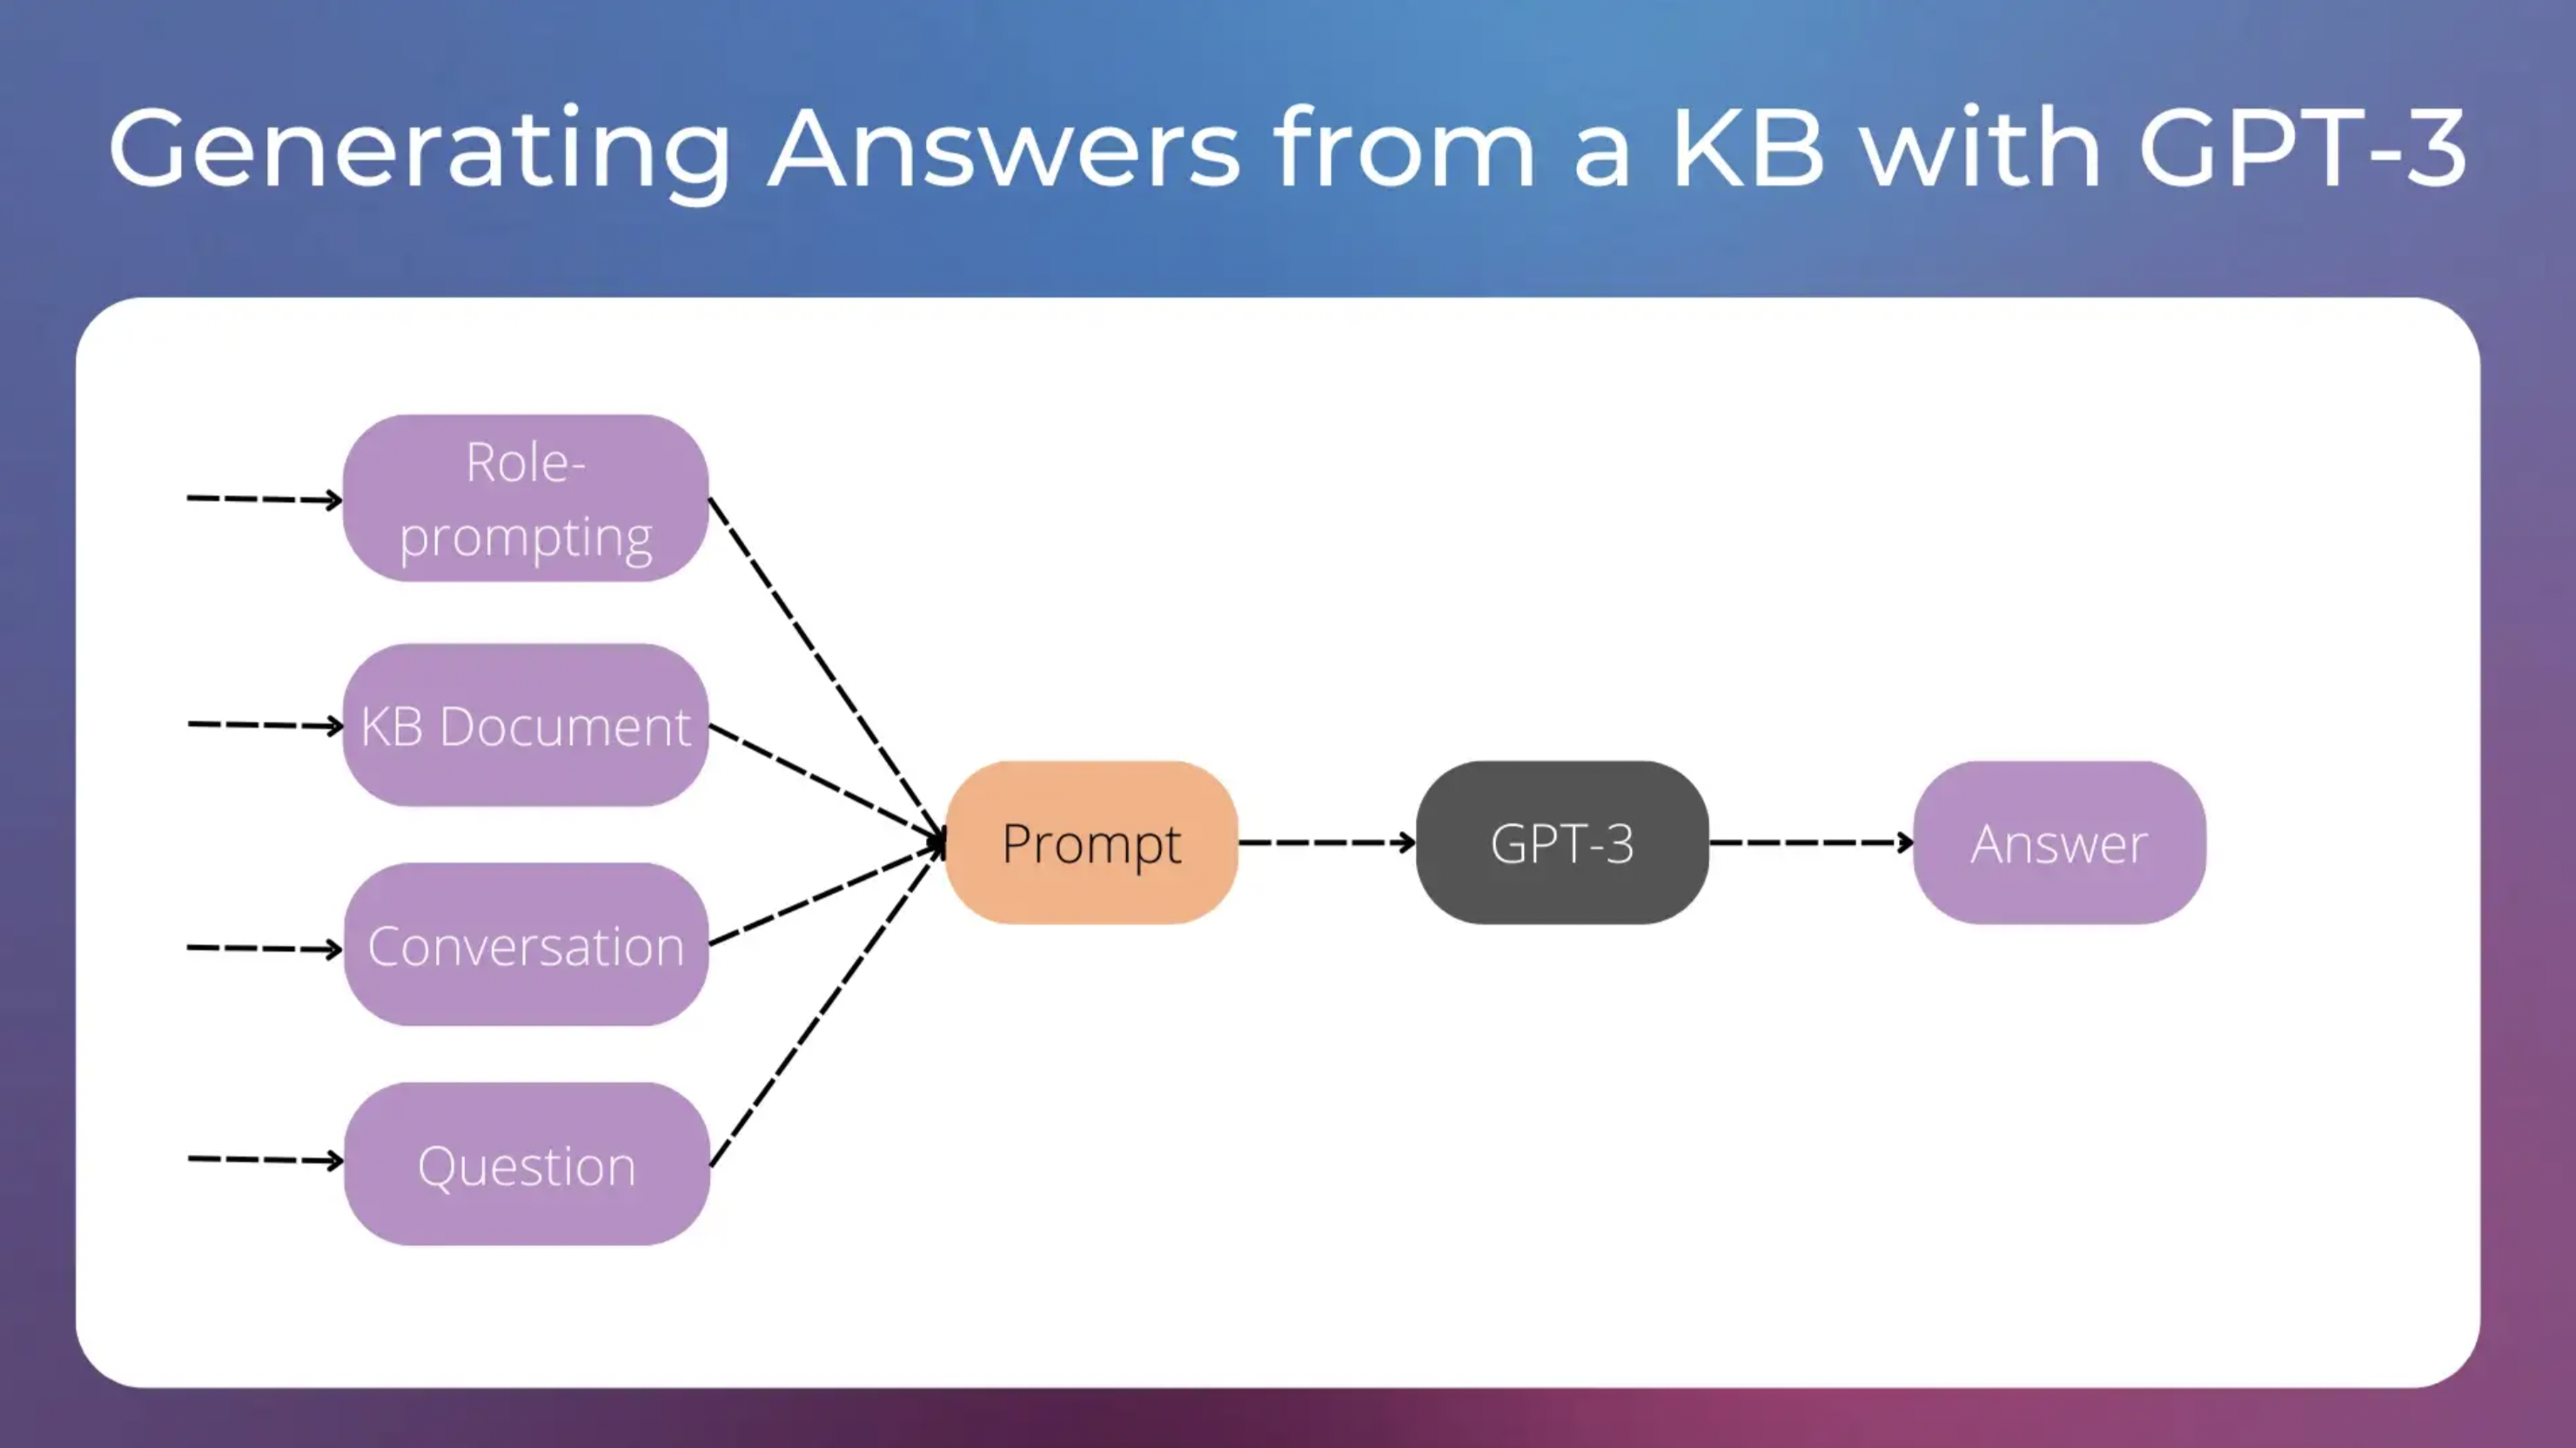 Generating Answers from a KB with GPT-3
Role-
prompting
KB Document
Conversation
Question
Prompt
GPT-3
Answer